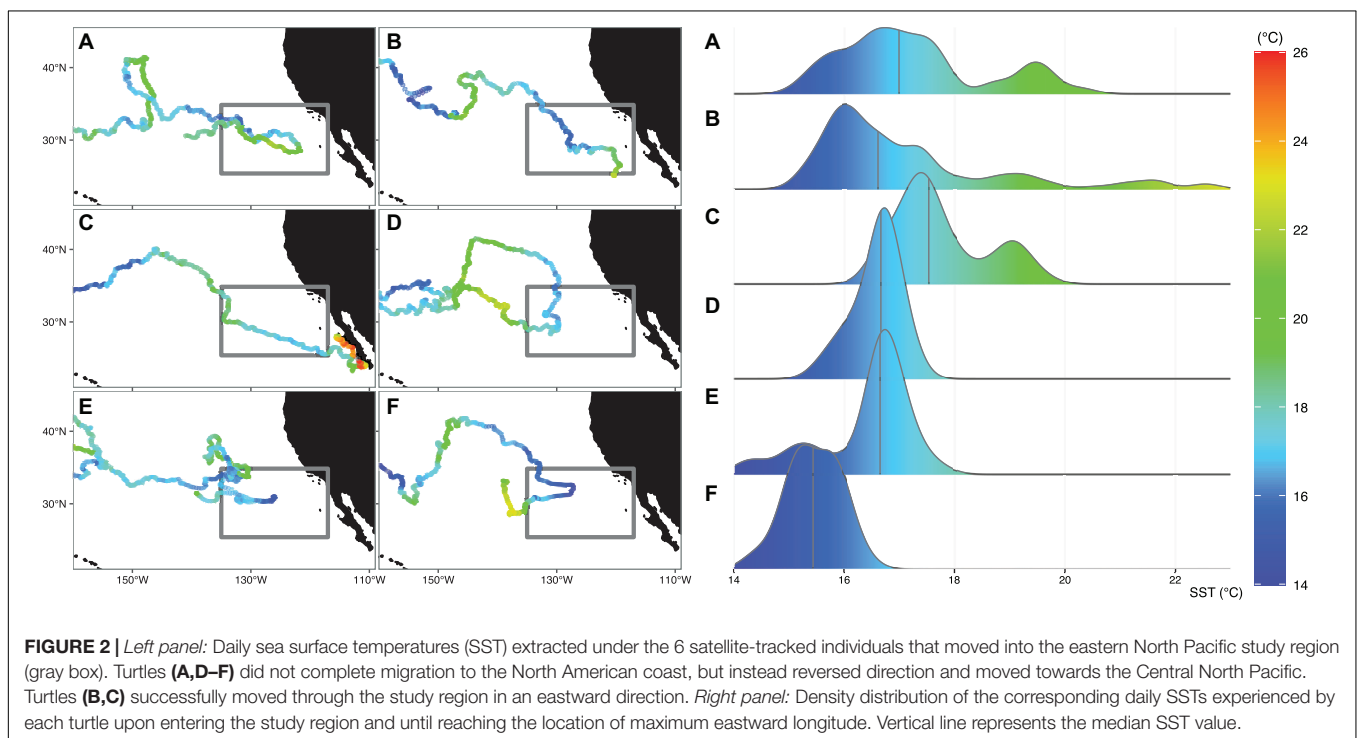 A
B
40°N
30°N
C
D
40°N
30°N
E
F
40°N
30°N
150°W
130°W
110°W
150°W
130°W
110°W
A
B
C
D
E
F
14
16
18
20
22
SST (°C)
(°C)
26
24
22
20
18
16
14
FIGURE 2 | Left panel: Daily sea surface temperatures (SST) extracted under the 6 satellite-tracked individuals that moved into the eastern North Pacific study region
(gray box). Turtles (A,D–F) did not complete migration to the North American coast, but instead reversed direction and moved towards the Central North Pacific.
Turtles (B,C) successfully moved through the study region in an eastward direction. Right panel: Density distribution of the corresponding daily SSTs experienced by
each turtle upon entering the study region and until reaching the location of maximum eastward longitude. Vertical line represents the median SST value.